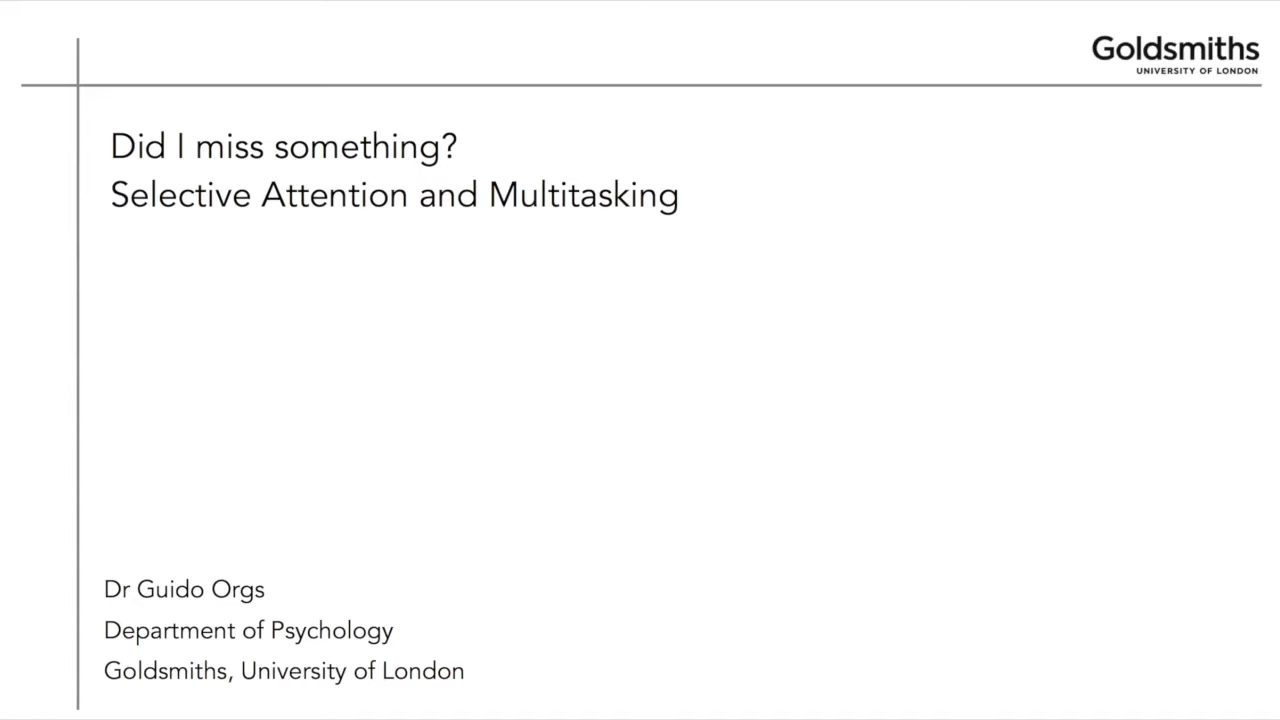 Goldsmiths
UNIVERSITY OF LONDON
Did I miss something?
Selective Attention and Multitasking
Dr Guido Orgs
Department of Psychology
Goldsmiths, University of London